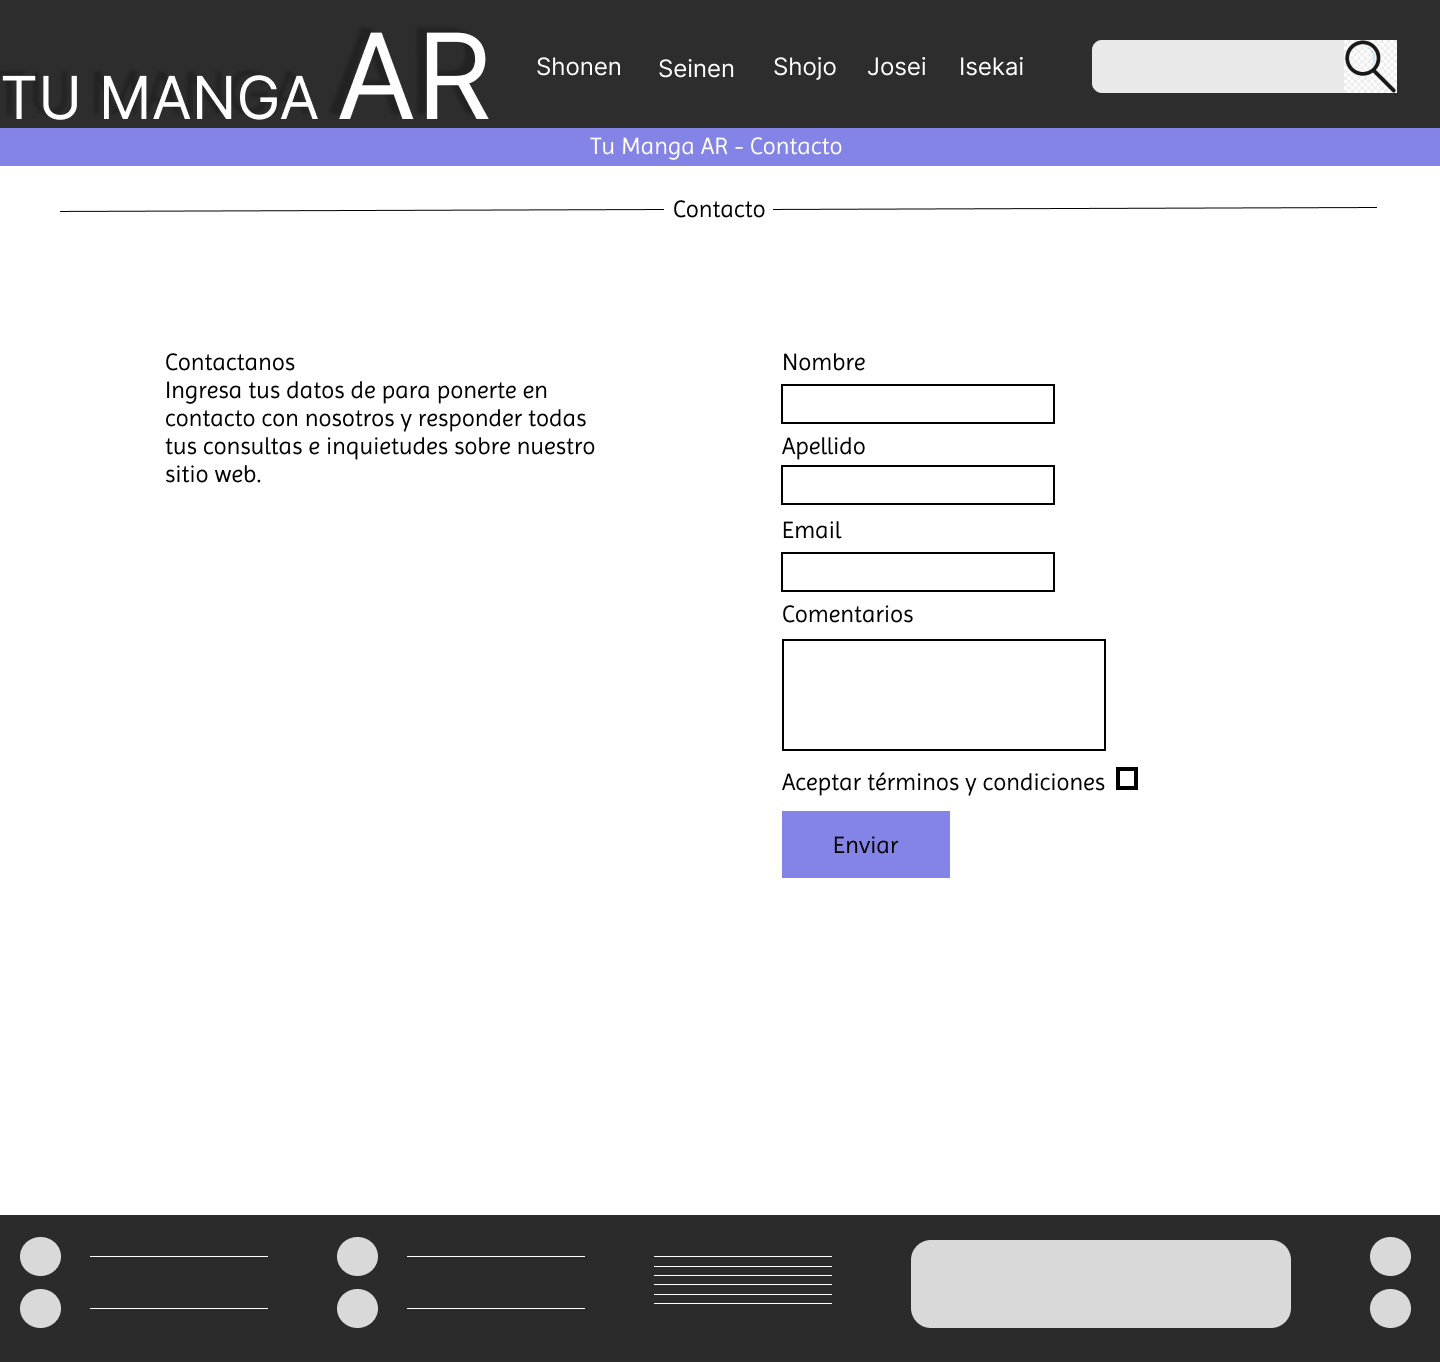 TU MANGA AR
Shonen Seinen Shojo Josei Isekai
Tu Manga AR - Contacto
Contacto
Contactanos
Ingresa tus datos de para ponerte en
contacto con nosotros y responder todas
tus consultas e inquietudes sobre nuestro
sitio web.
Nombre
Apellido
Email
Comentarios
Aceptar términos y condiciones
Enviar